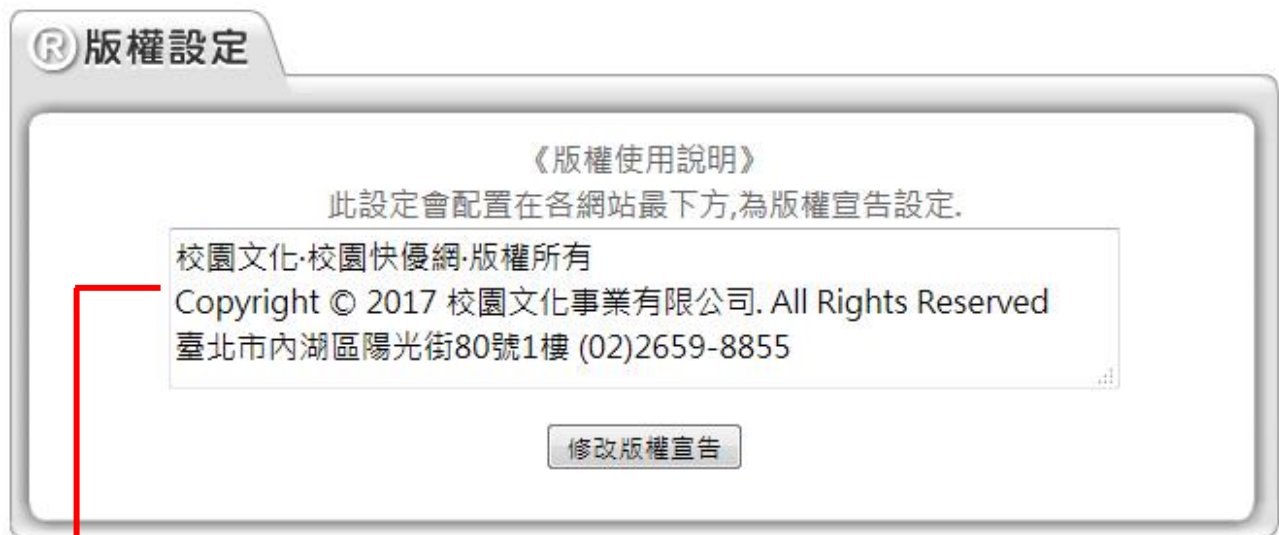 ®版權設定
《版權使用說明》
此設定會配置在各網站最下方,為版權宣告設定.
校園文化‧校園快優網‧版權所有
Copyright © 2017 校園文化事業有限公司. All Rights Reserved
臺北市內湖區陽光街80號1樓 (02)2659-8855
修改版權宣告